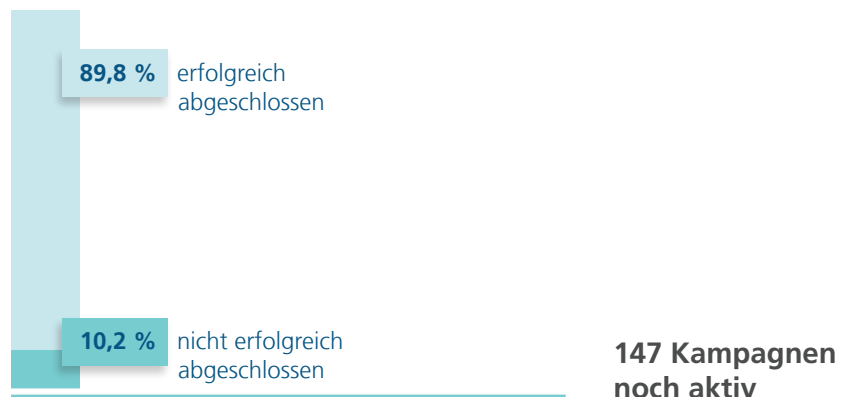 89,8 % erfolgreich
abgeschlossen
10,2 % nicht erfolgreich
abgeschlossen
147 Kampagnen
noch aktiv